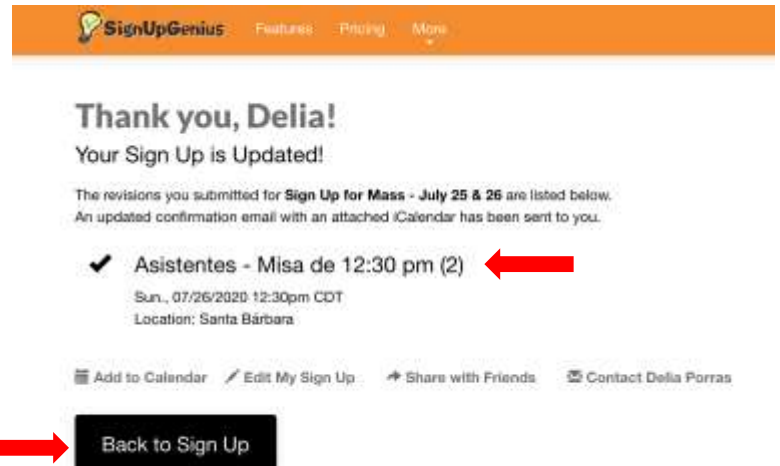 SignUpGenius Features Pricing More
Thank you, Delia!
Your Sign Up is Updated!
The revisions you submitted for Sign Up for Mass - July 25 & 26 are listed below.
An updated confirmation email with an attached iCalendar has been sent to you.
Asistentes - Misa de 12:30 pm (2)
Sun., 07/26/2020 12:30pm CDT
Location: Santa Bárbara
Add to Calendar Edit My Sign Up Share with Friends Contact Delia Porras
Back to Sign Up